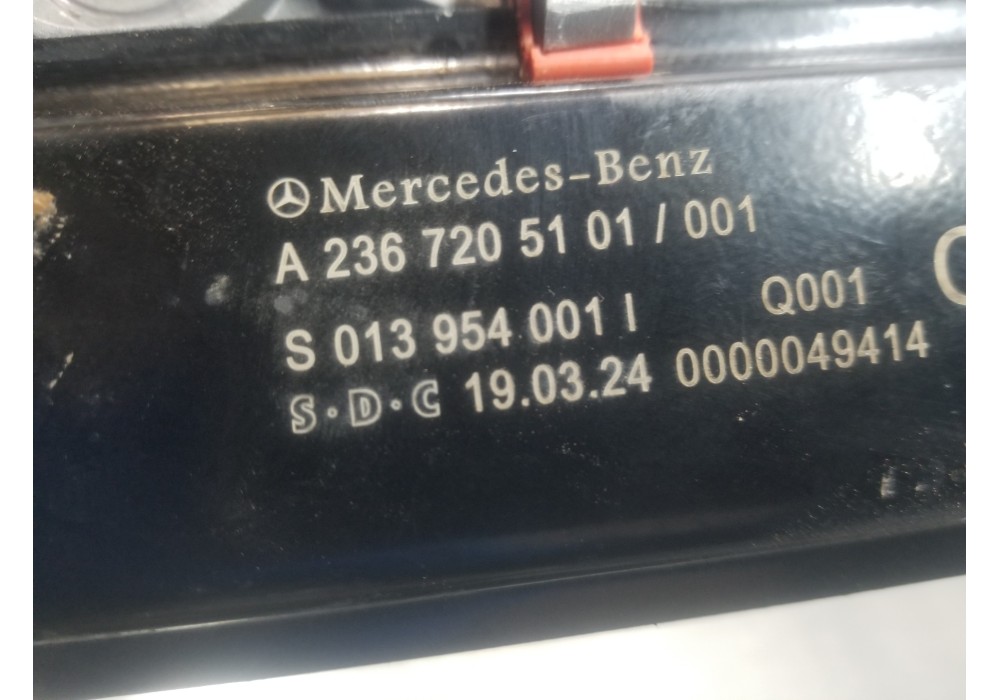 Mercedes-Benz
A 236 720 51 01 / 001
S 013 954 001 I Q001
S·D·C 19.03.24 0000049414